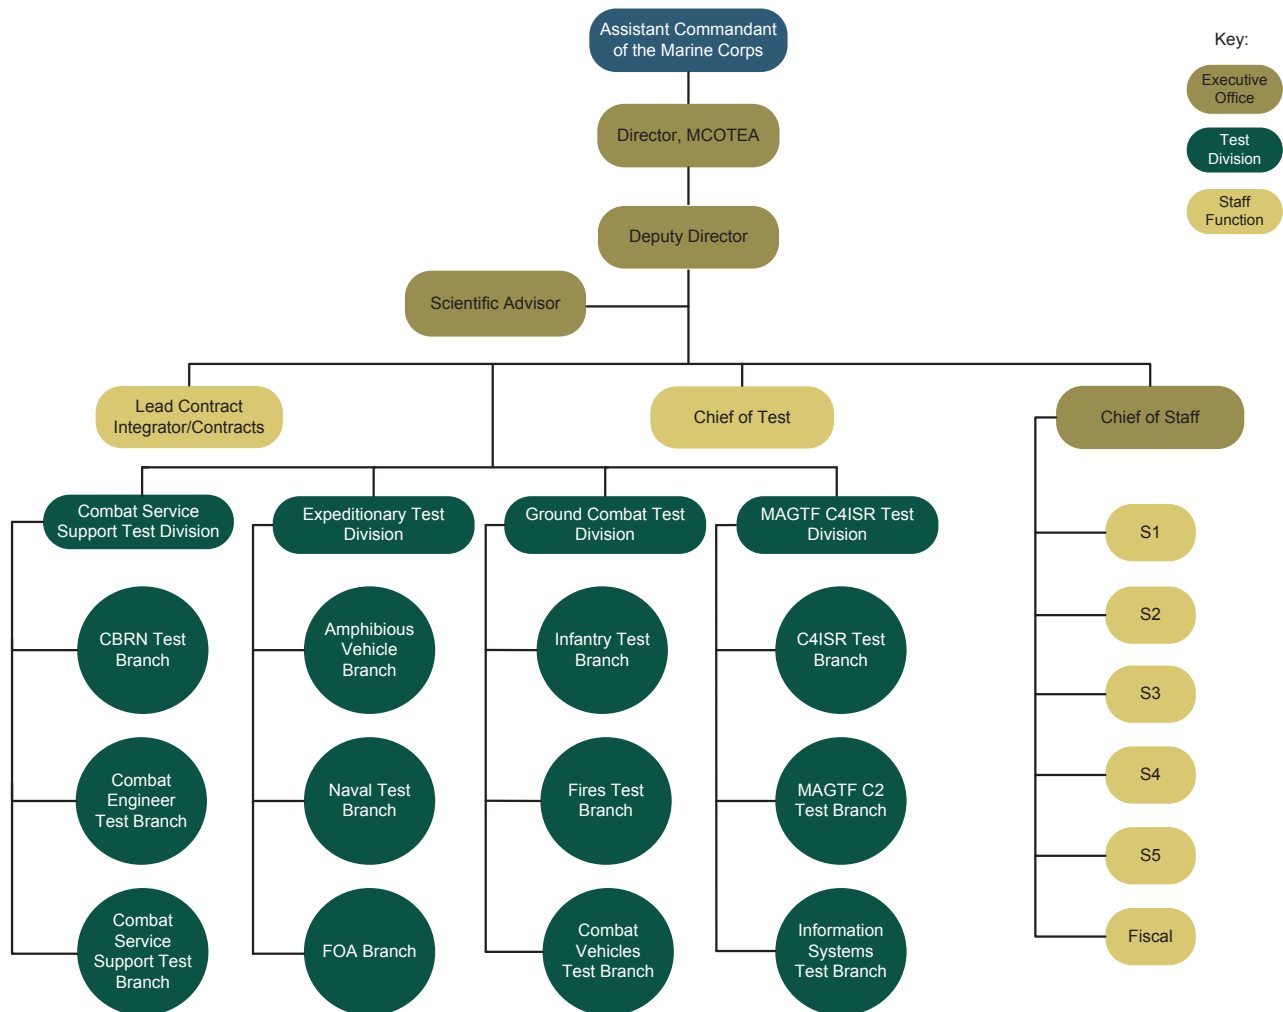 Assistant Commandant
of the Marine Corps
Key:
Executive
Office
Test
Division
Staff
Function
Director, MCOTEA
Deputy Director
Scientific Advisor
Lead Contract
Integrator/Contracts
Chief of Test
Chief of Staff
Combat Service
Support Test Division
Expeditionary Test
Division
Ground Combat Test
Division
MAGTF C4ISR Test
Division
CBRN Test
Branch
Combat
Engineer
Test Branch
Combat
Service
Support Test
Branch
Amphibious
Vehicle
Branch
Naval Test
Branch
FOA Branch
Infantry Test
Branch
Fires Test
Branch
Combat
Vehicles
Test Branch
C4ISR Test
Branch
MAGTF C2
Test Branch
Information
Systems
Test Branch
S1
S2
S3
S4
S5
Fiscal